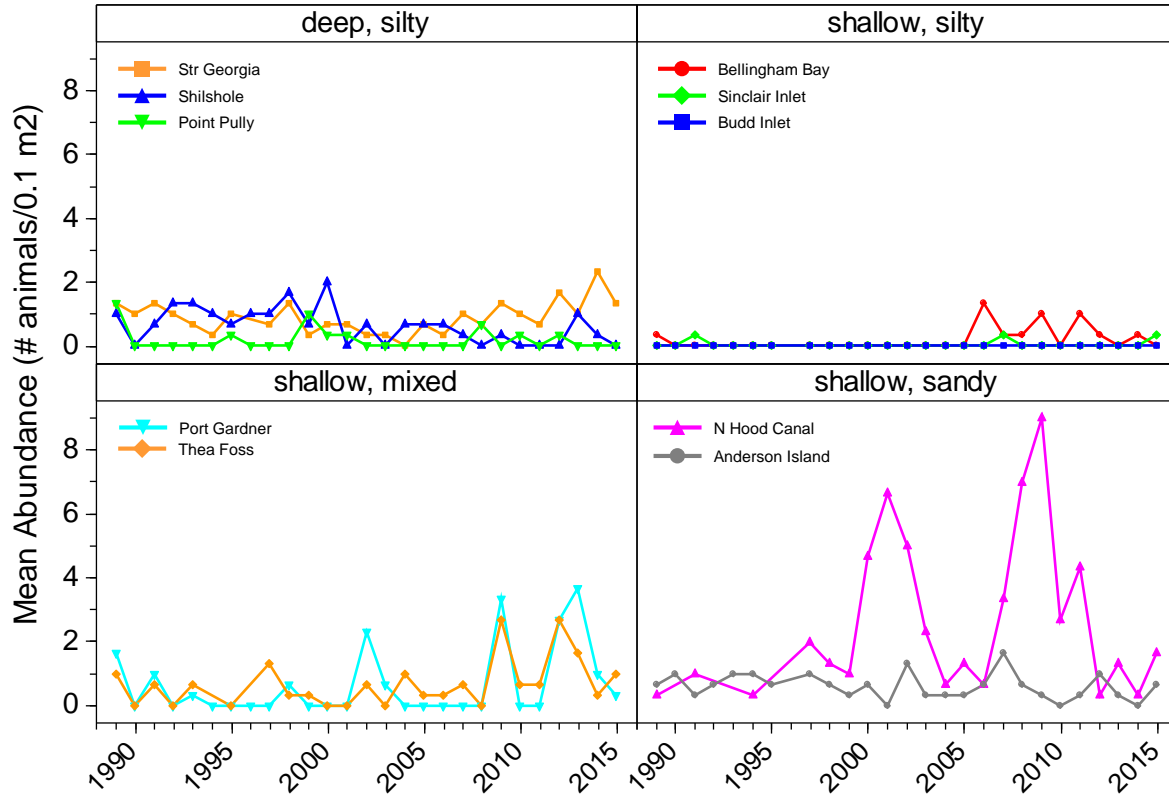 Mean Abundance (# animals/0.1 m2)
deep, silty
Str Georgia
Shilshole
Point Pully
8
6
4
2
0
shallow, silty
Bellingham Bay
Sinclair Inlet
Budd Inlet
shallow, mixed
Port Gardner
Thea Foss
8
6
4
2
0
1990
1995
2000
2005
2010
2015
shallow, sandy
N Hood Canal
Anderson Island
1990
1995
2000
2005
2010
2015